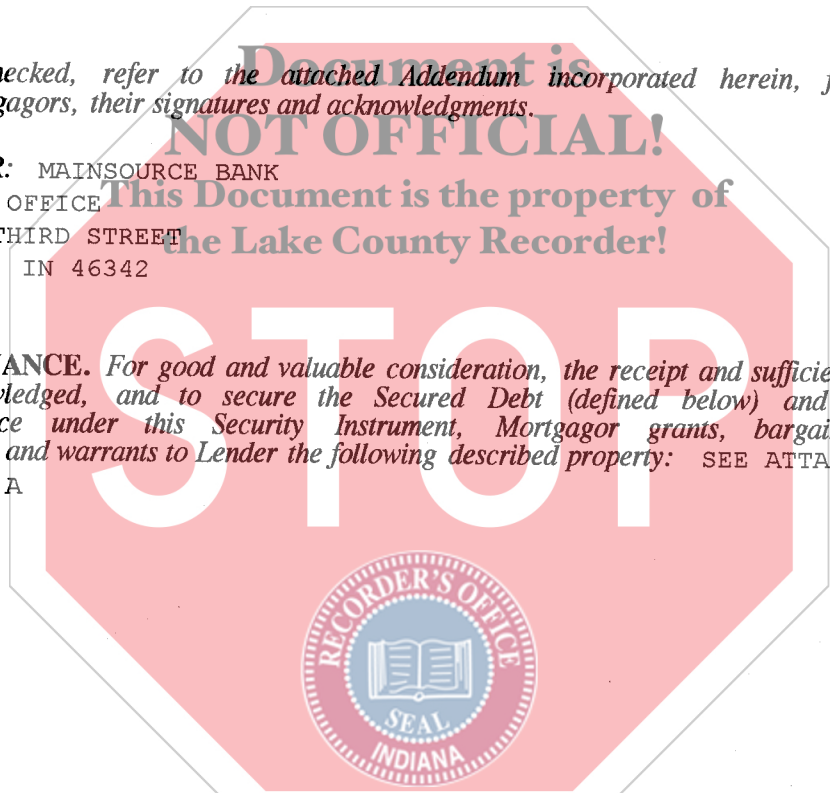 Document is
hecked, refer to the attached Addendum incorporated herein, f
gagors, their signatures and acknowledgments.
NOT OFFICIAL!
R: MAINSOURCE BANK
OFFICE
This Document is the property of
THIRD STREET
the Lake County Recorder!
IN 46342
STOP
ANCE. For good and valuable consideration, the receipt and sufficie
wledged, and to secure the Secured Debt (defined below) and
ce under this Security Instrument, Mortgagor grants, bargai
and warrants to Lender the following described property: SEE ATTA
A
RECORDER'S OFFICE
SEAL
INDIANA